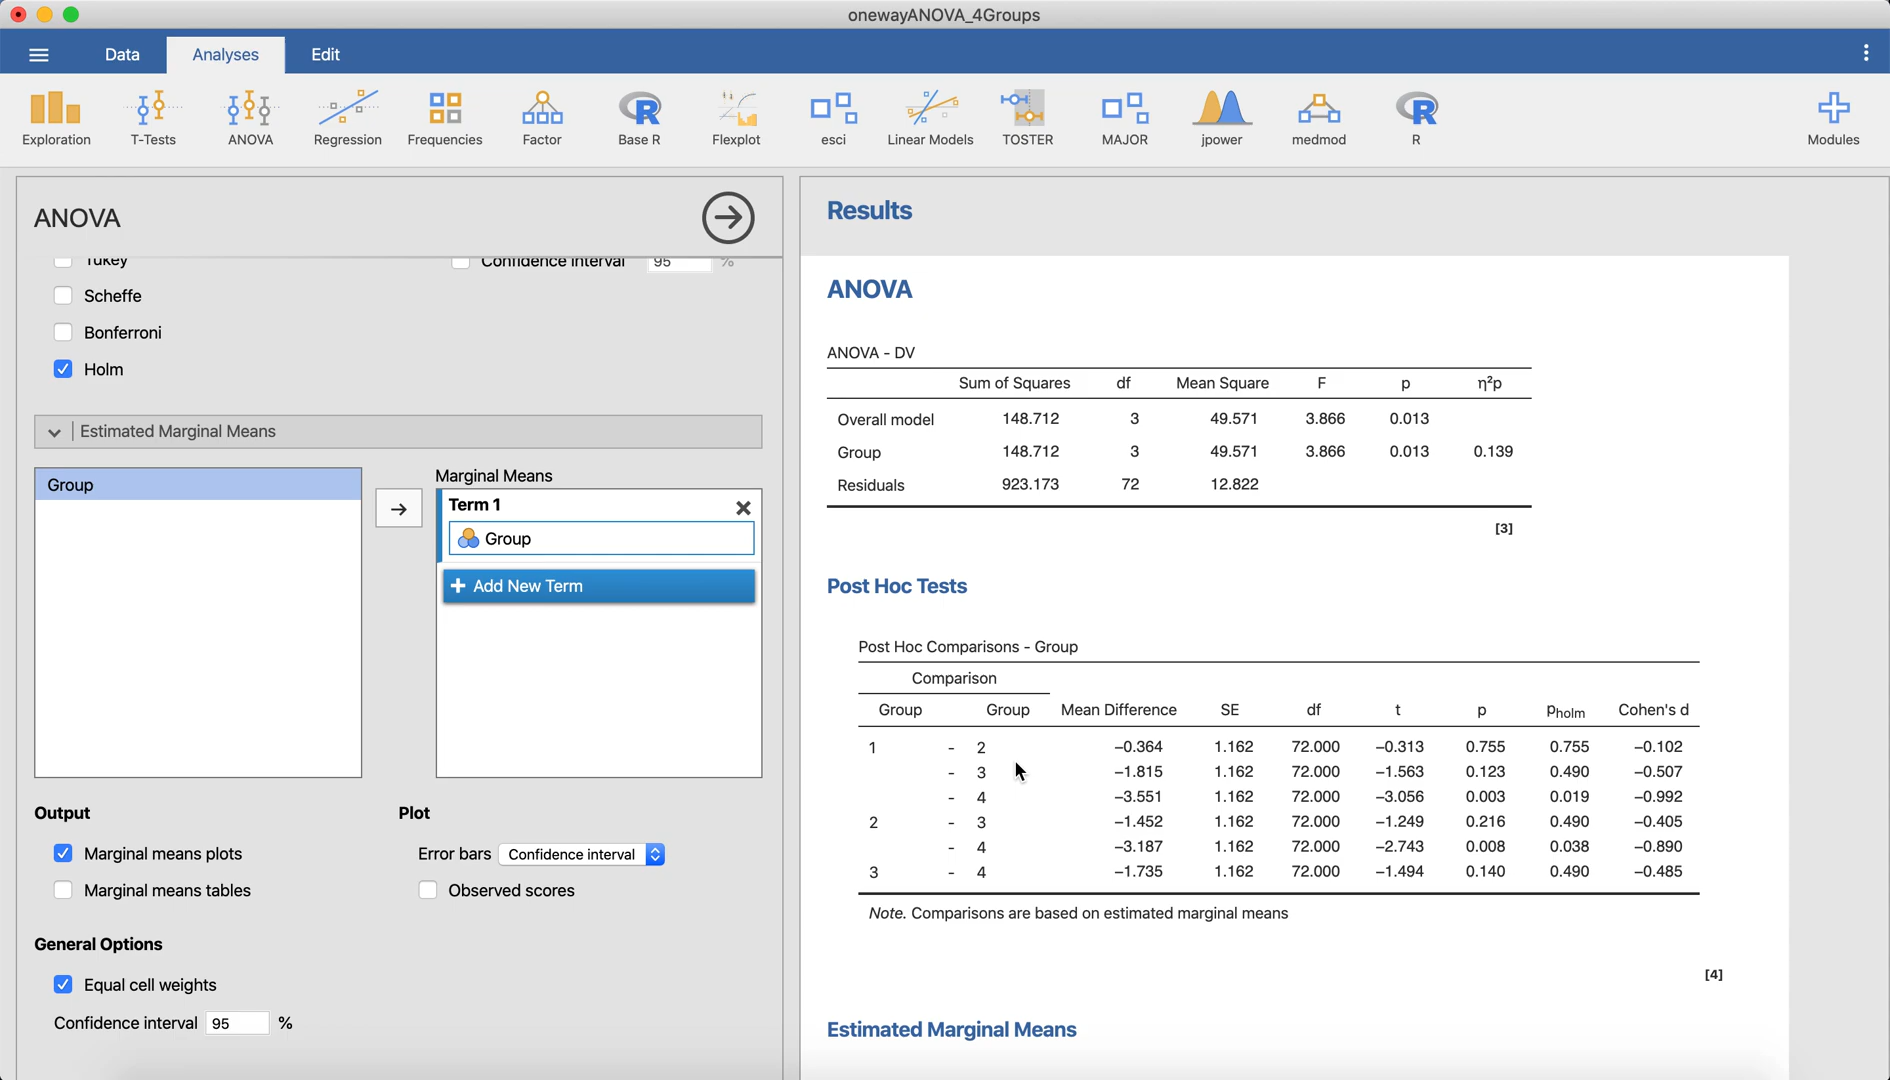 onewayANOVA_4Groups
Data Analyses Edit
Exploration T-Tests ANOVA Regression Frequencies Factor Base R Flexplot esci Linear Models TOSTER MAJOR jpower medmod R Modules
ANOVA
Tukey
Confidence interval 95 %
Scheffe
Bonferroni
Holm
Estimated Marginal Means
Group
Marginal Means
Term 1
Group
Add New Term
Output
Marginal means plots
Marginal means tables
Plot
Error bars Confidence interval
Observed scores
General Options
Equal cell weights
Confidence interval 95 %
Results
ANOVA
ANOVA - DV
Sum of Squares df Mean Square F p η²p
Overall model 148.712 3 49.571 3.866 0.013
Group 148.712 3 49.571 3.866 0.013 0.139
Residuals 923.173 72 12.822
[3]
Post Hoc Tests
Post Hoc Comparisons - Group
Comparison
Group Group Mean Difference SE df t p pholm Cohen's d
1 - 2 −0.364 1.162 72.000 −0.313 0.755 0.755 −0.102
- 3 −1.815 1.162 72.000 −1.563 0.123 0.490 −0.507
- 4 −3.551 1.162 72.000 −3.056 0.003 0.019 −0.992
2 - 3 −1.452 1.162 72.000 −1.249 0.216 0.490 −0.405
- 4 −3.187 1.162 72.000 −2.743 0.008 0.038 −0.890
3 - 4 −1.735 1.162 72.000 −1.494 0.140 0.490 −0.485
Note. Comparisons are based on estimated marginal means
[4]
Estimated Marginal Means